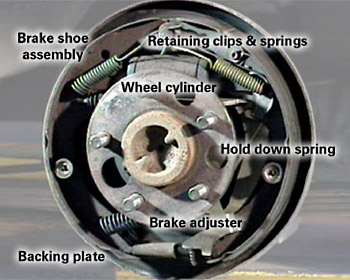 Brake shoe
assembly
Retaining clips & springs
Wheel cylinder
Hold down spring
Brake adjuster
Backing plate